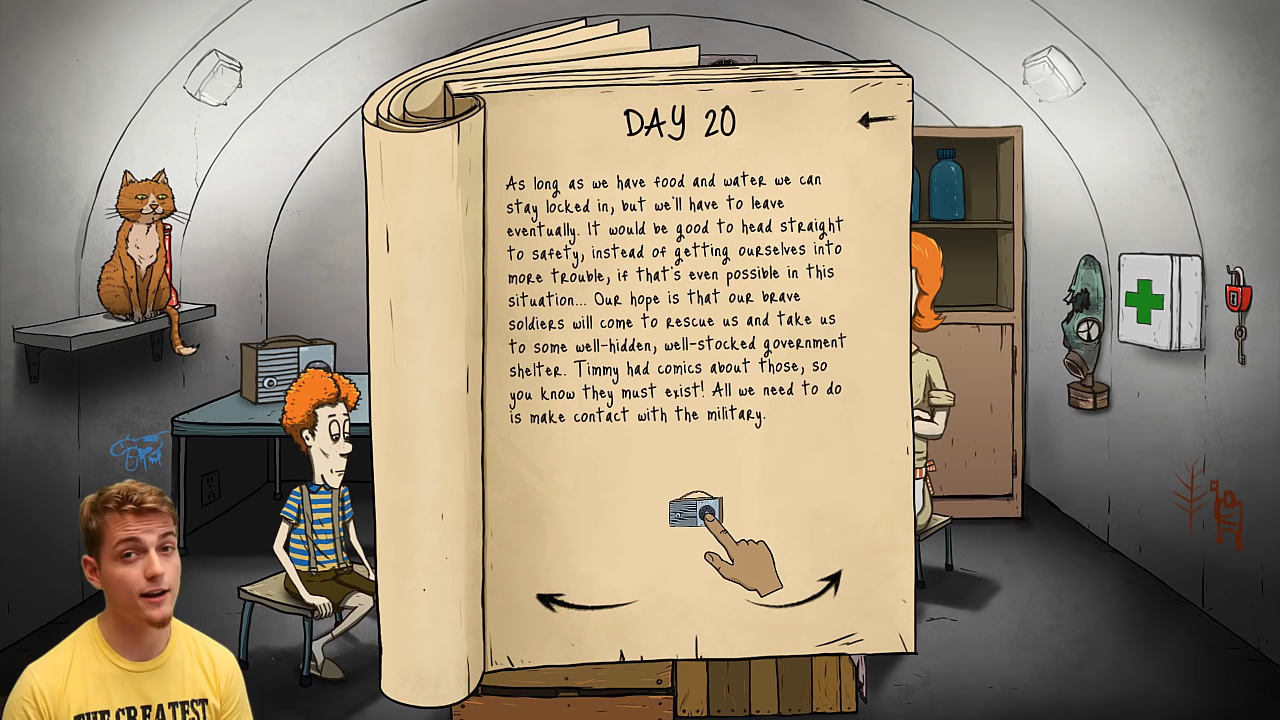 DAY 20
As long as we have food and water we can
stay locked in, but we'll have to leave
eventually. It would be good to head straight
to safety, instead of getting ourselves into
more trouble, if that's even possible in this
situation... Our hope is that our brave
soldiers will come to rescue us and take us
to some well-hidden, well-stocked government
shelter. Timmy had comics about those, so
you know they must exist! All we need to do
is make contact with the military.
THE GREATEST